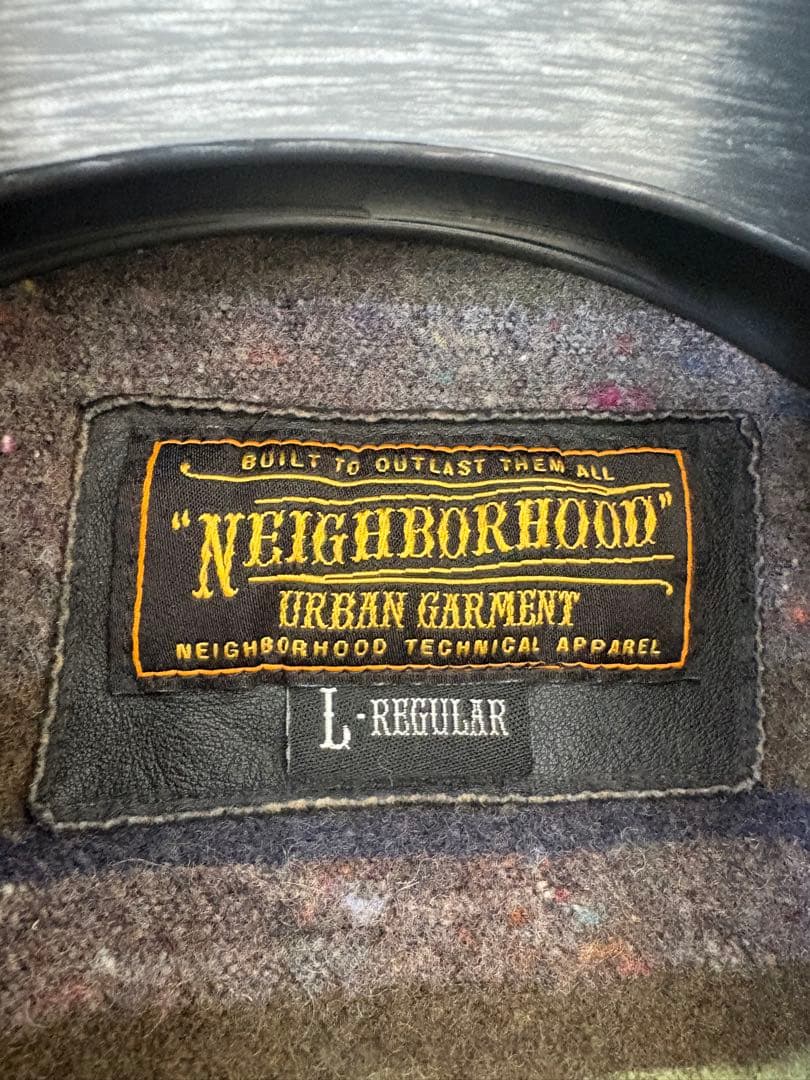 BUILT TO OUTLAST THEM ALL
"NEIGHBORHOOD"
URBAN GARMENT
NEIGHBORHOOD TECHNICAL APPAREL
L-REGULAR